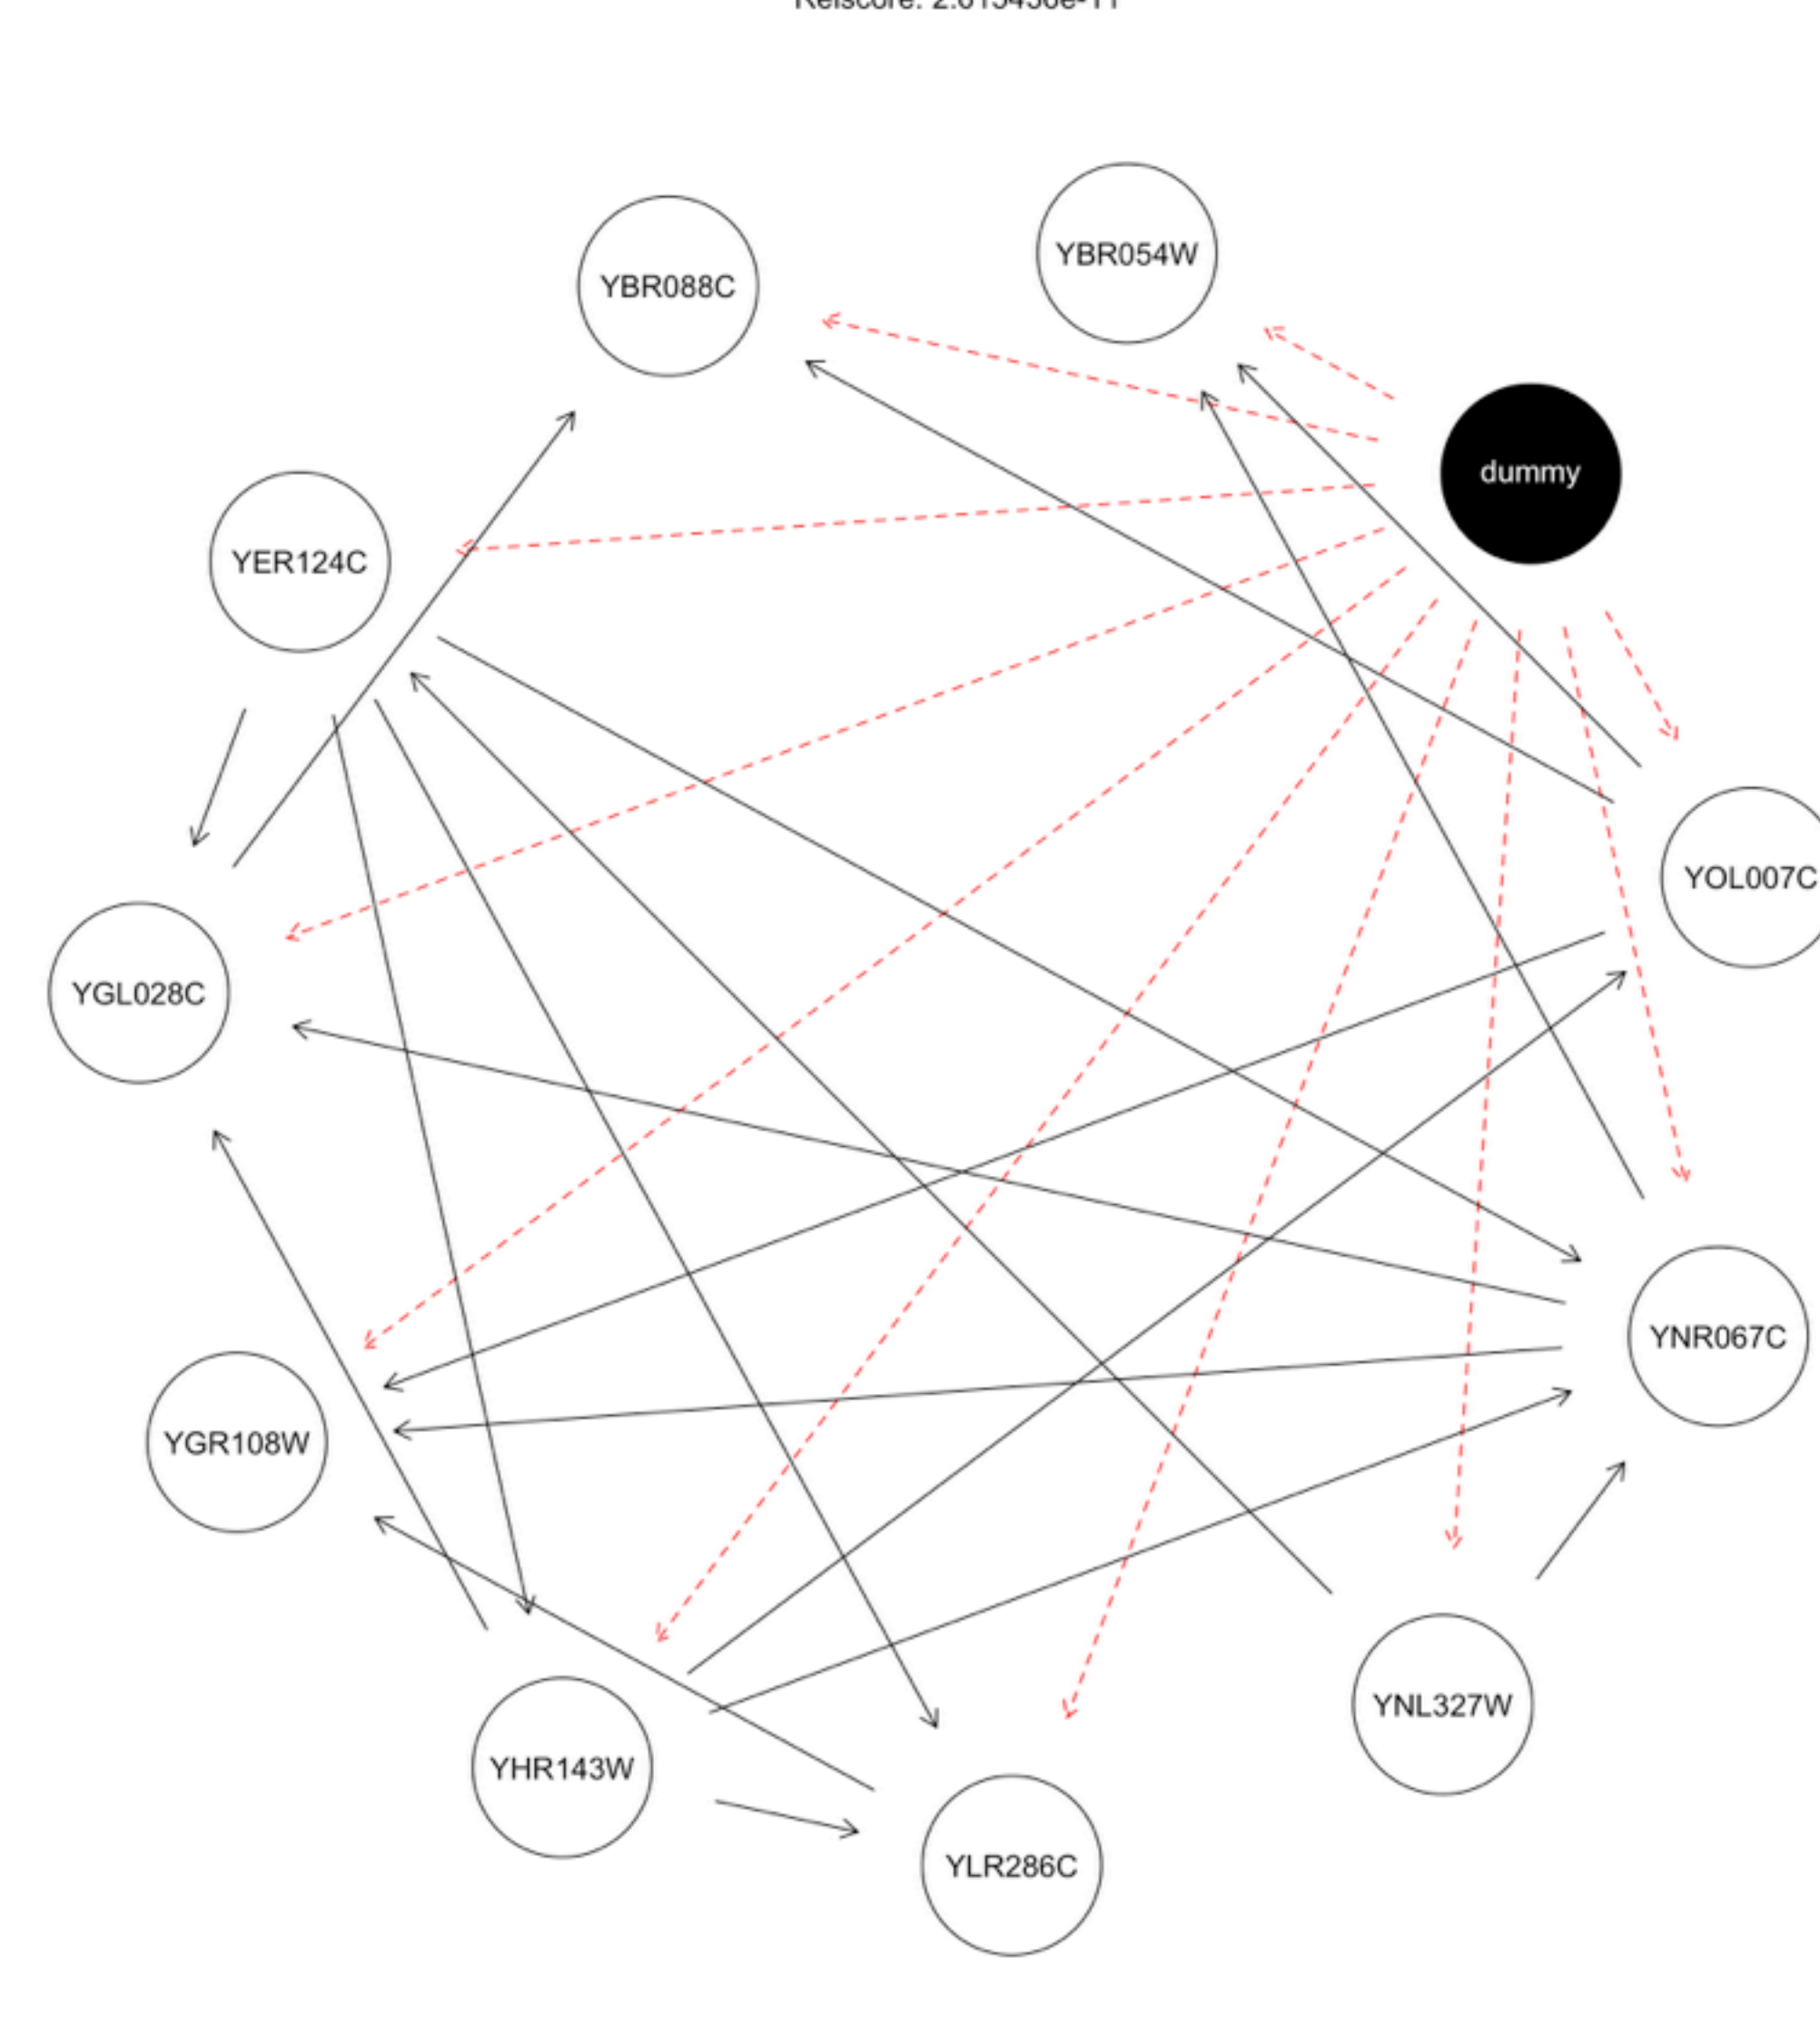 YBR054W
YBR088C
dummy
YER124C
YOL007C
YGL028C
YNR067C
YGR108W
YNL327W
YHR143W
YLR286C